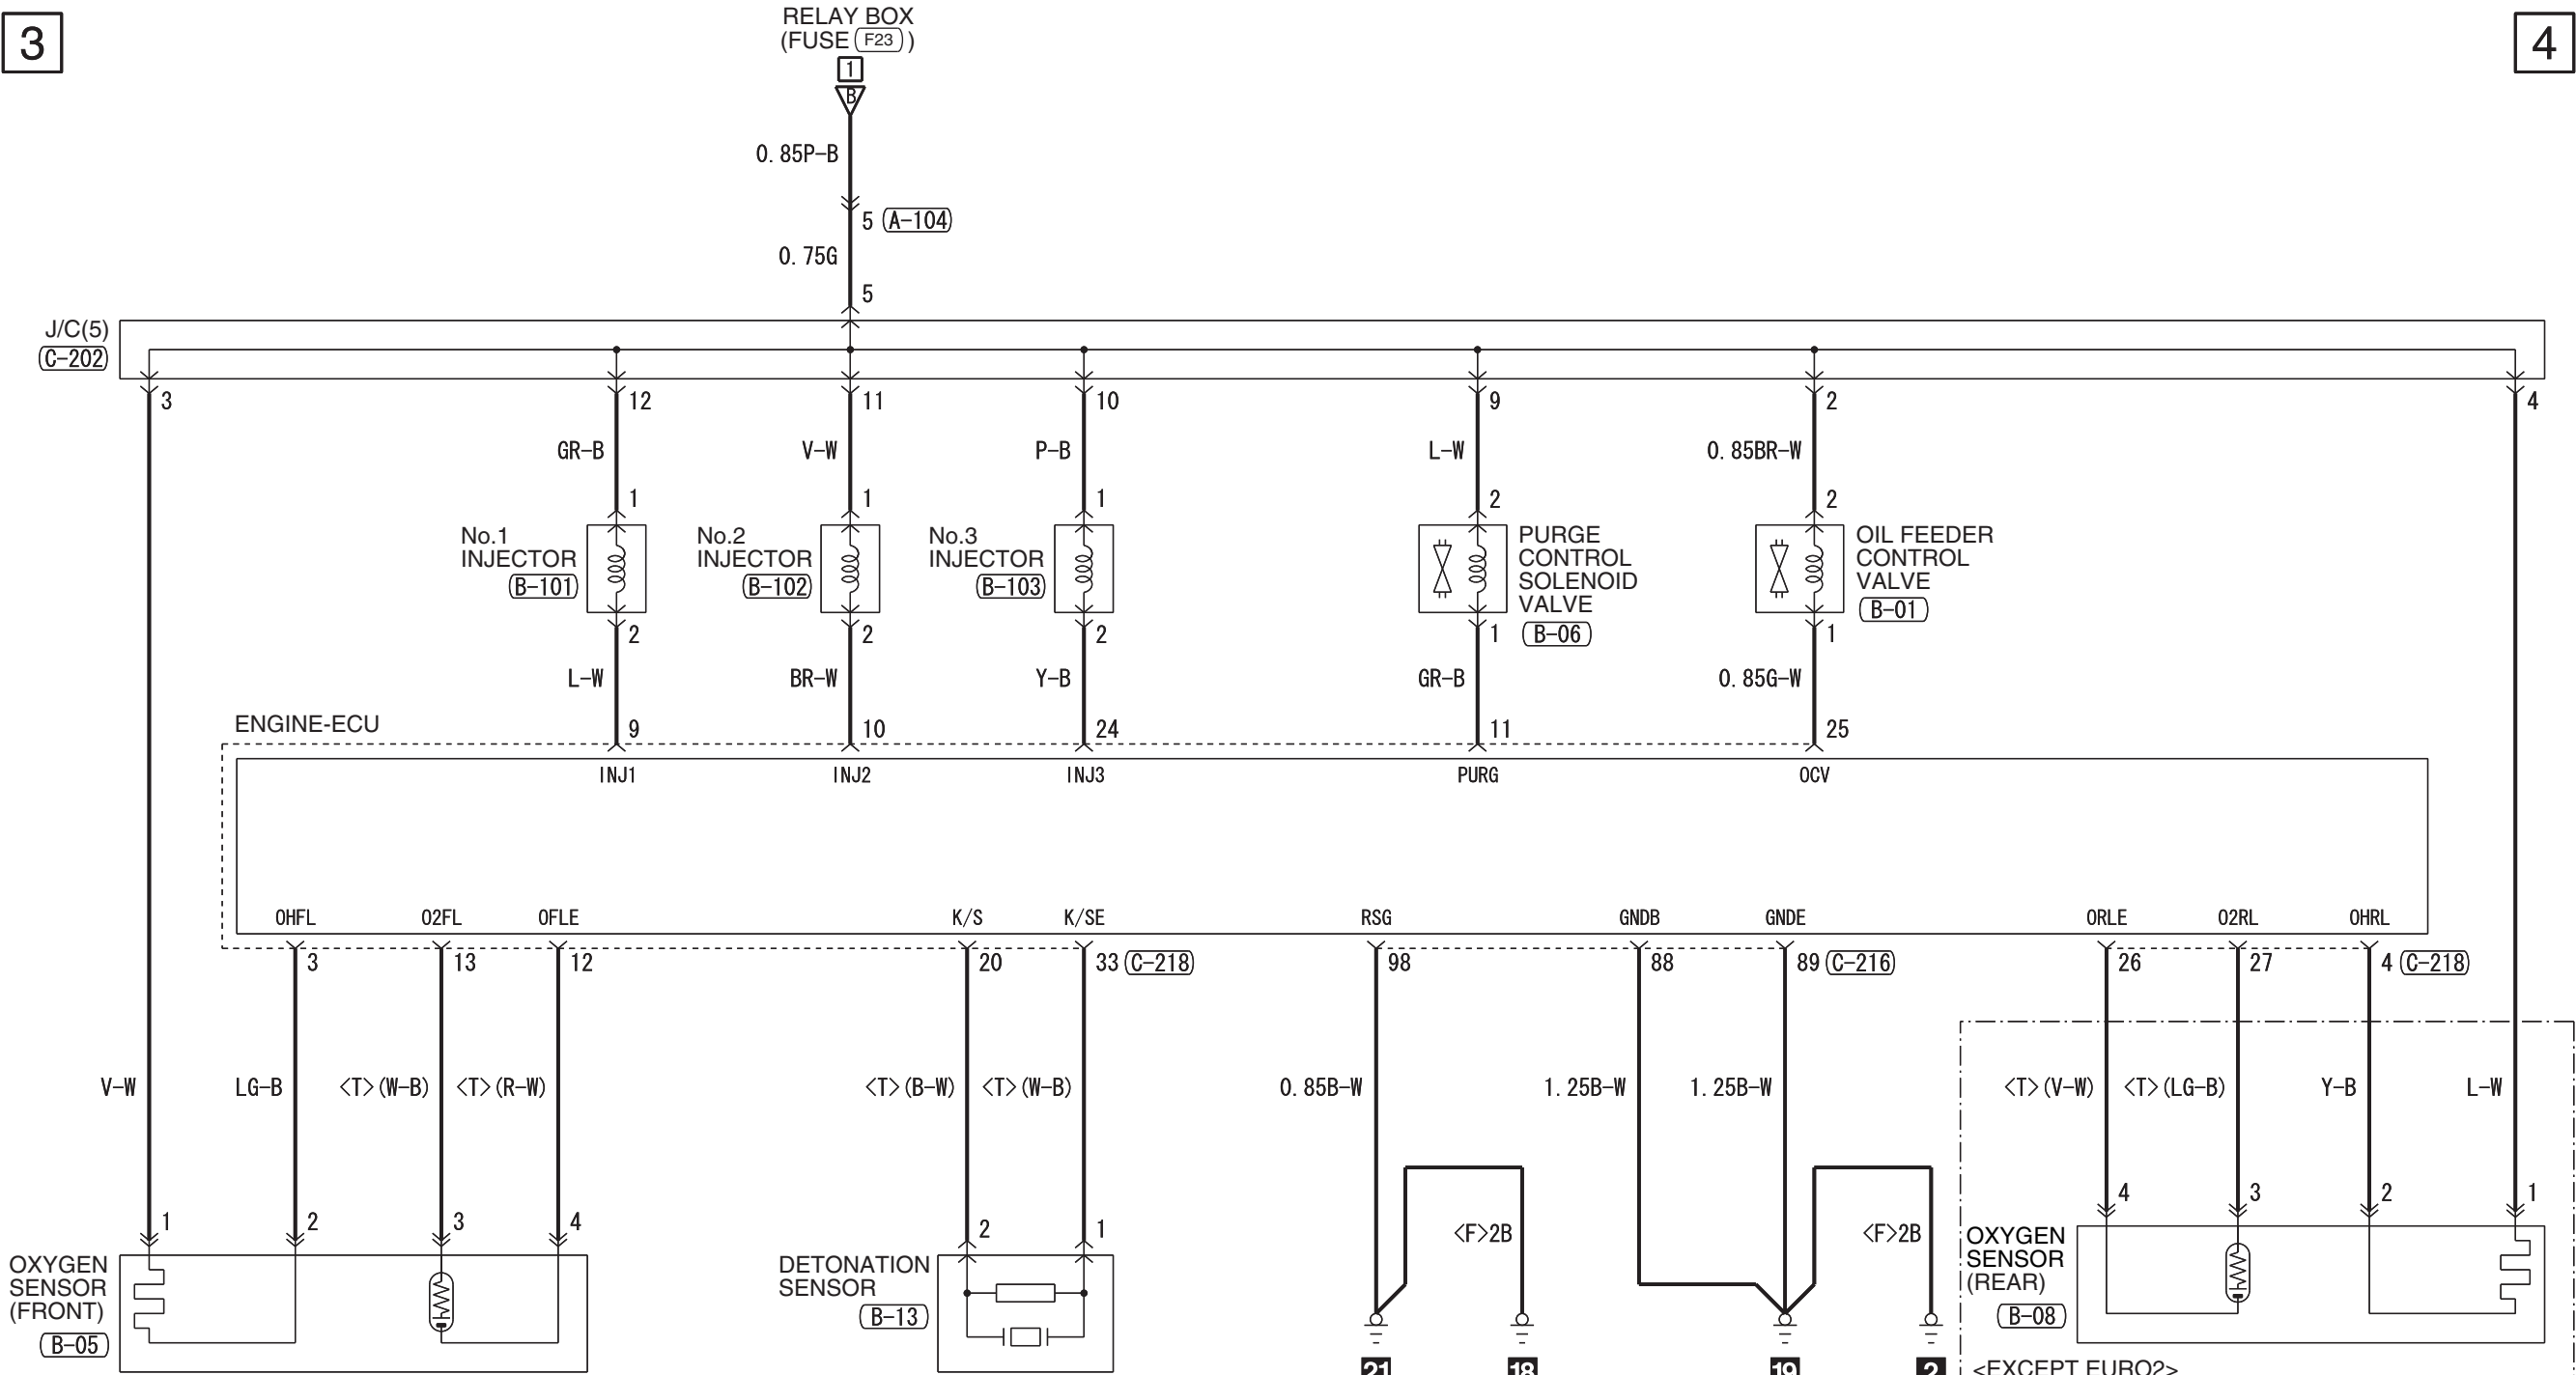 3
RELAY BOX
(FUSE F23 )
4
1
B
0.85P-B
5 A-104
0.75G
5
J/C(5)
C-202
3 12 11 10 9 2 4
GR-B V-W P-B L-W 0.85BR-W
1 1 1 2 2
No.1
INJECTOR
B-101
No.2
INJECTOR
B-102
No.3
INJECTOR
B-103
PURGE
CONTROL
SOLENOID
VALVE
B-06
OIL FEEDER
CONTROL
VALVE
B-01
2 2 2 1 1
L-W BR-W Y-B GR-B 0.85G-W
ENGINE-ECU
9 10 24 11 25
INJ1 INJ2 INJ3 PURG OCV
OHFL O2FL OFLE K/S K/SE RSG GNDB GNDE ORLE O2RL OHRL
3 13 12 20 33 C-218 98 88 89 C-216 26 27 4 C-218
V-W LG-B <T>(W-B) <T>(R-W) <T>(B-W) <T>(W-B) 0.85B-W 1.25B-W 1.25B-W <T>(V-W) <T>(LG-B) Y-B L-W
4 3 2 1
1 2 3 4 2 1
<F>2B <F>2B
OXYGEN
SENSOR
(FRONT)
B-05
DETONATION
SENSOR
B-13
OXYGEN
SENSOR
(REAR)
B-08
21 18 19 2
<EXCEPT EURO2>